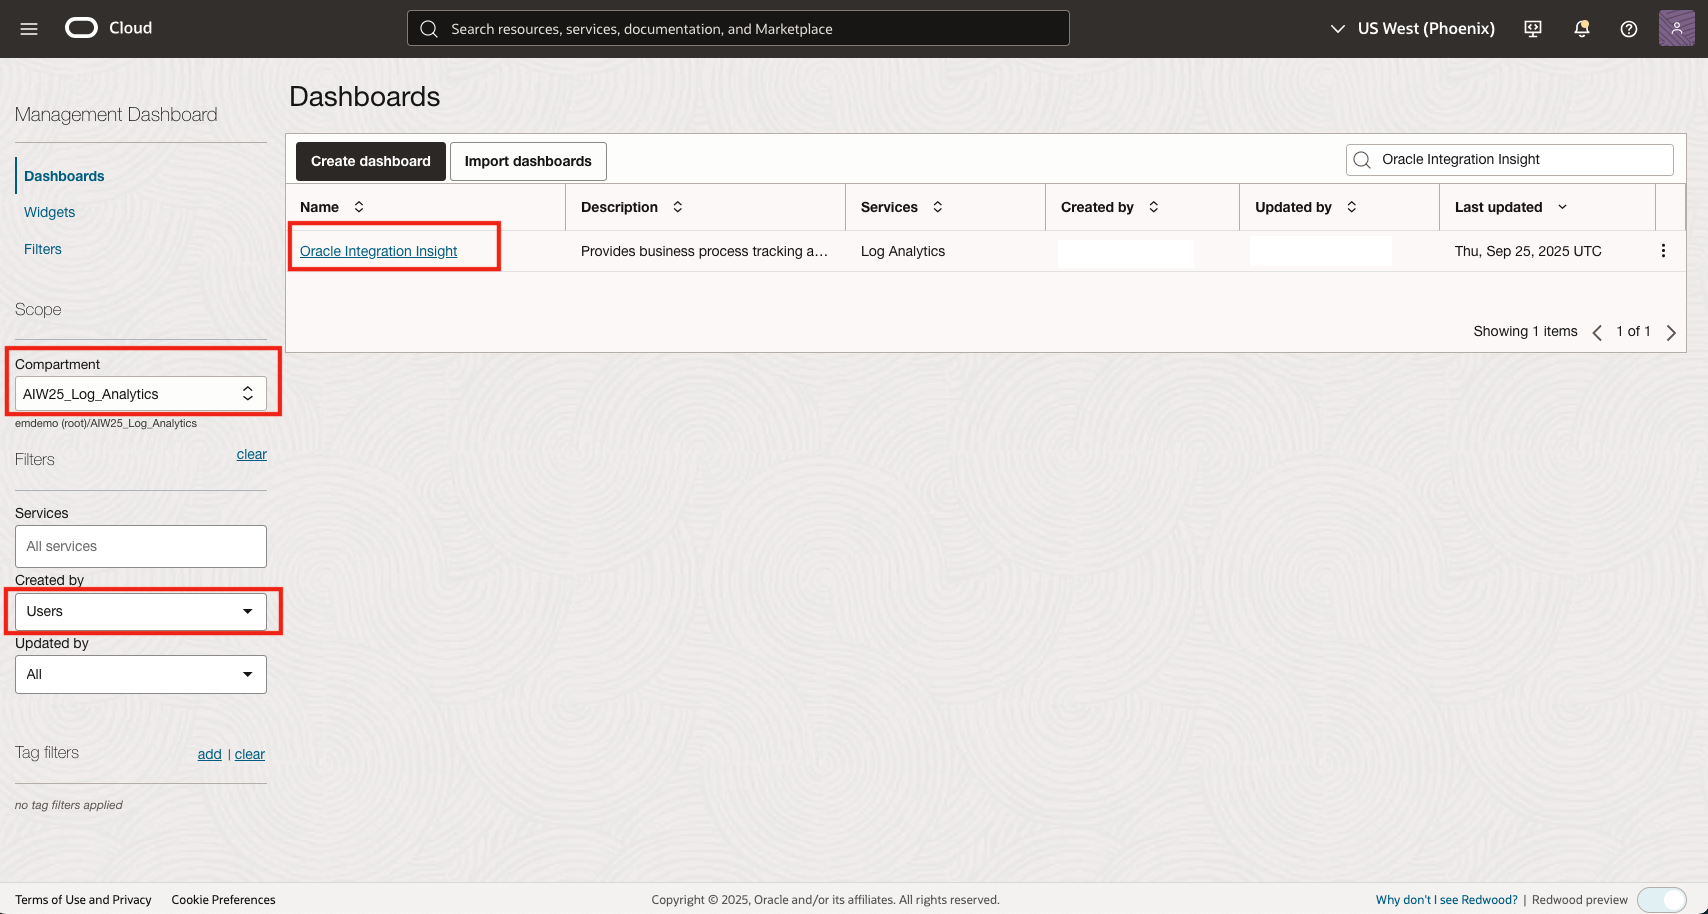 Cloud
Search resources, services, documentation, and Marketplace
US West (Phoenix)
Management Dashboard
Dashboards
Widgets
Filters
Scope
Compartment
AIW25_Log_Analytics
emdemo (root)/AIW25_Log_Analytics
Filters
clear
Services
All services
Created by
Users
Updated by
All
Tag filters
add | clear
no tag filters applied
Dashboards
Create dashboard
Import dashboards
Oracle Integration Insight
Name
Description
Services
Created by
Updated by
Last updated
Oracle Integration Insight
Provides business process tracking a...
Log Analytics
Thu, Sep 25, 2025 UTC
Showing 1 items
1 of 1
Terms of Use and Privacy
Cookie Preferences
Copyright © 2025, Oracle and/or its affiliates. All rights reserved.
Why don't I see Redwood? | Redwood preview